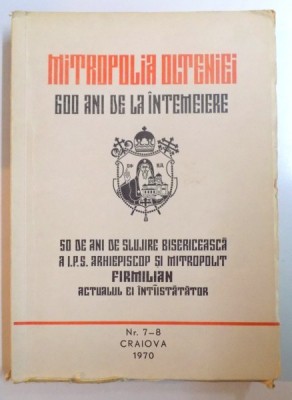 MITROPOLIA OLTENIEI
600 ANI DE LA ÎNTEMEIERE
50 DE ANI DE SLUJIRE BISERICEASCĂ
A I.P.S. ARHIEPISCOP ȘI MITROPOLIT
FIRMILIAN
ACTUALUL EI ÎNTÎISTĂTĂTOR
Nr. 7-8
CRAIOVA
1970